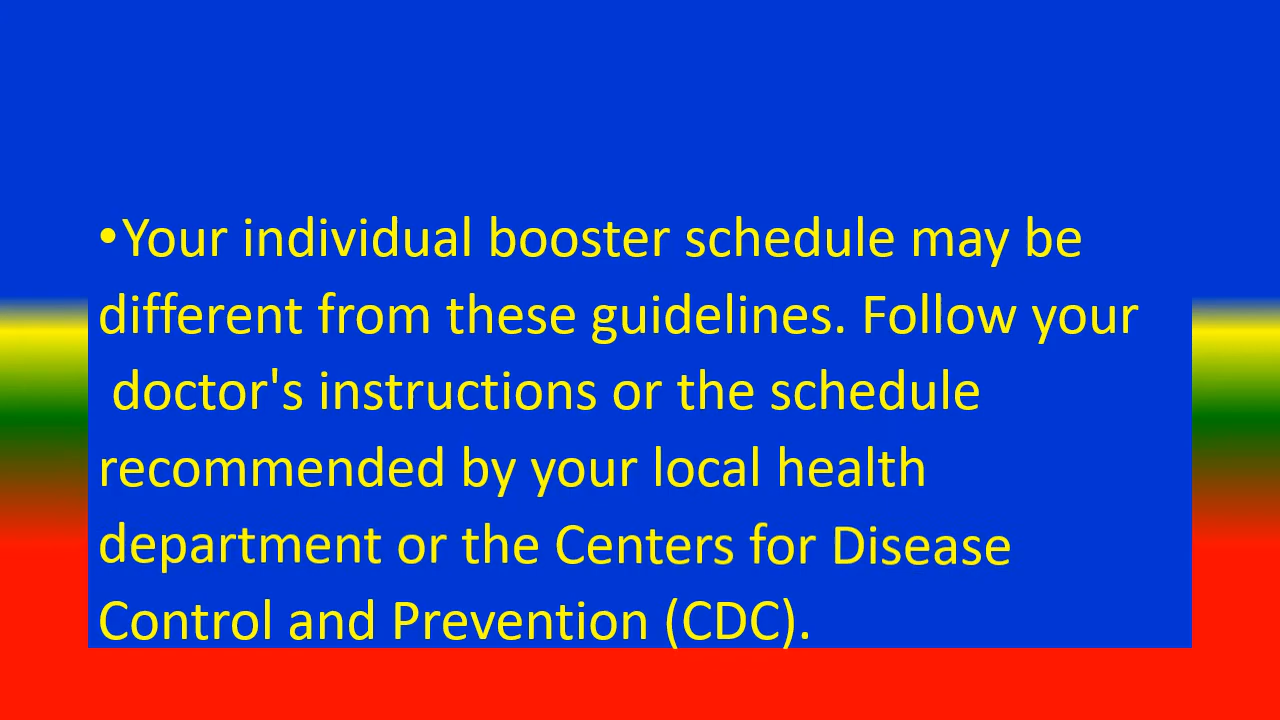 •Your individual booster schedule may be
different from these guidelines. Follow your
doctor's instructions or the schedule
recommended by your local health
department or the Centers for Disease
Control and Prevention (CDC).